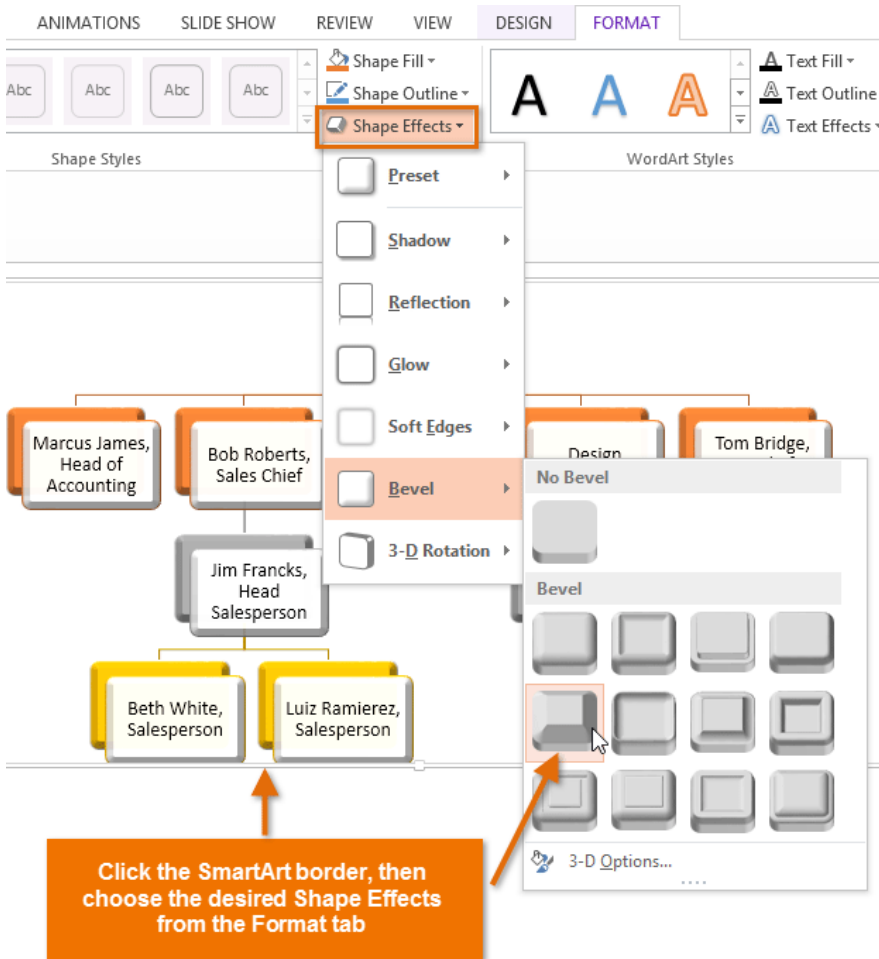 ANIMATIONS SLIDE SHOW REVIEW VIEW DESIGN FORMAT
Abc Abc Abc Abc
Shape Fill
Shape Outline
Shape Effects
A A A
A Text Fill
A Text Outline
A Text Effects
Shape Styles
WordArt Styles
Preset
Shadow
Reflection
Glow
Soft Edges
Bevel
3-D Rotation
Marcus James,
Head of
Accounting
Bob Roberts,
Sales Chief
Design
Tom Bridge,
Jim Francks,
Head
Salesperson
Beth White,
Salesperson
Luiz Ramierez,
Salesperson
No Bevel
Bevel
3-D Options...
Click the SmartArt border, then
choose the desired Shape Effects
from the Format tab